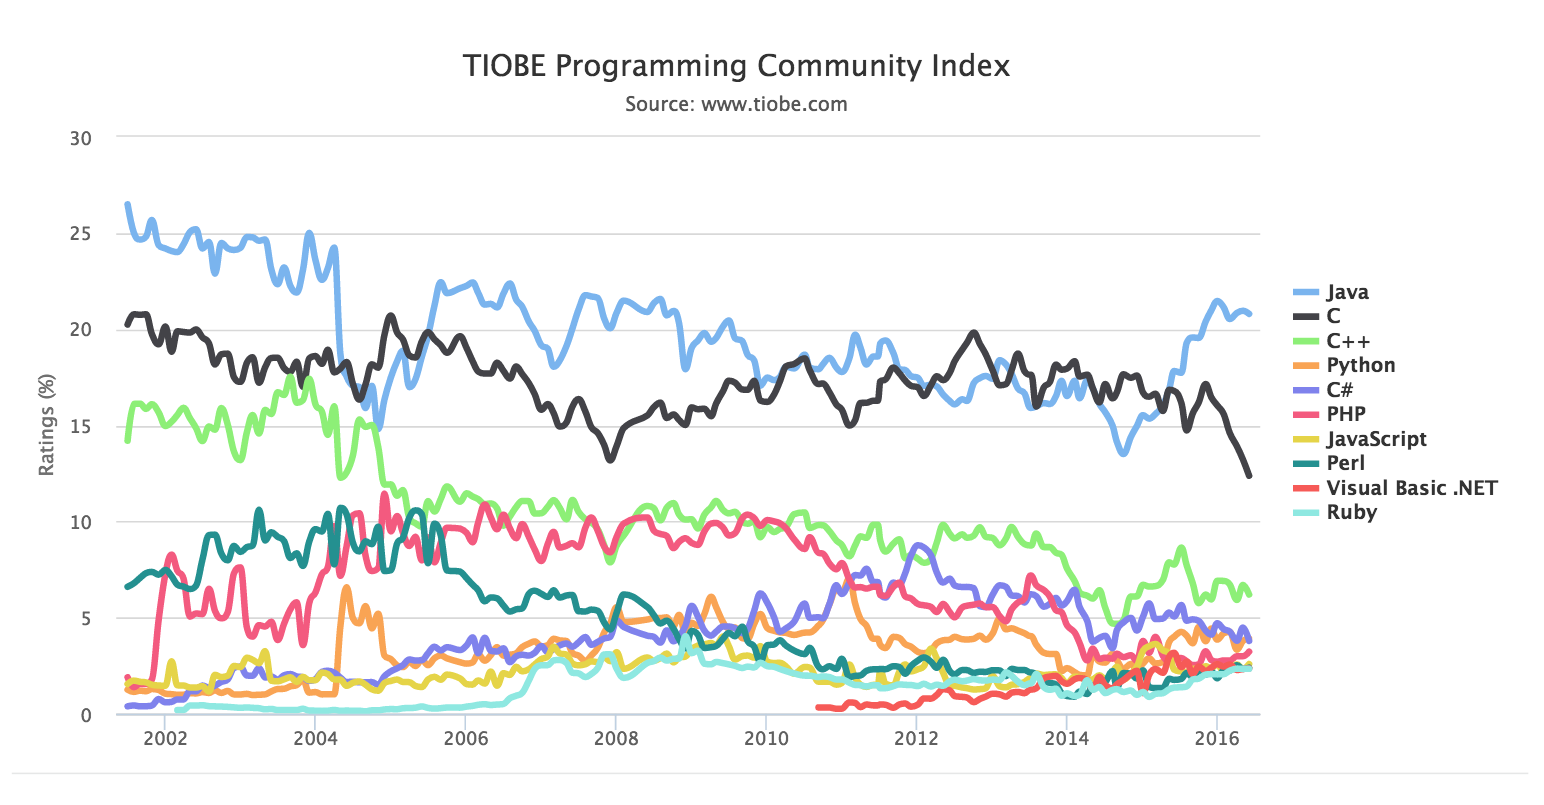 TIOBE Programming Community Index
Source: www.tiobe.com
Ratings (%)
30
25
20
15
10
5
0
2002 2004 2006 2008 2010 2012 2014 2016
Java
C
C++
Python
C#
PHP
JavaScript
Perl
Visual Basic .NET
Ruby